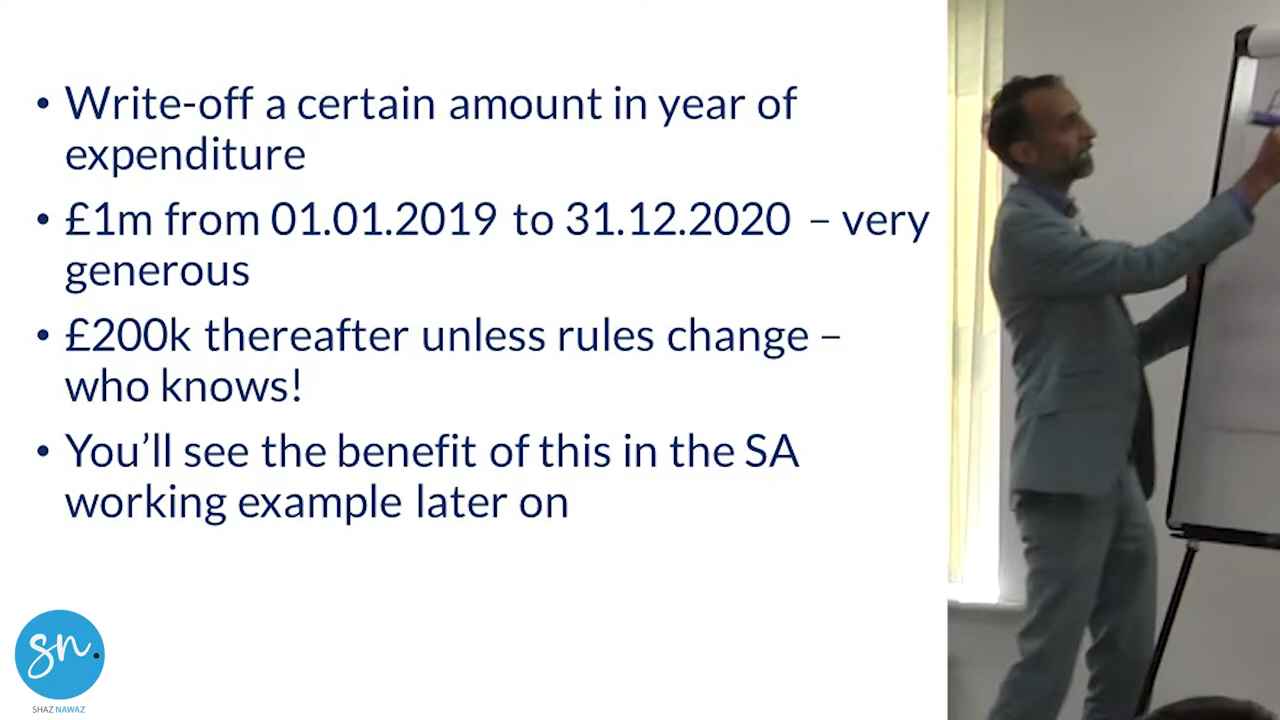 • Write-off a certain amount in year of
expenditure
• £1m from 01.01.2019 to 31.12.2020 – very
generous
• £200k thereafter unless rules change –
who knows!
• You’ll see the benefit of this in the SA
working example later on
sn.
SHAZ NAWAZ